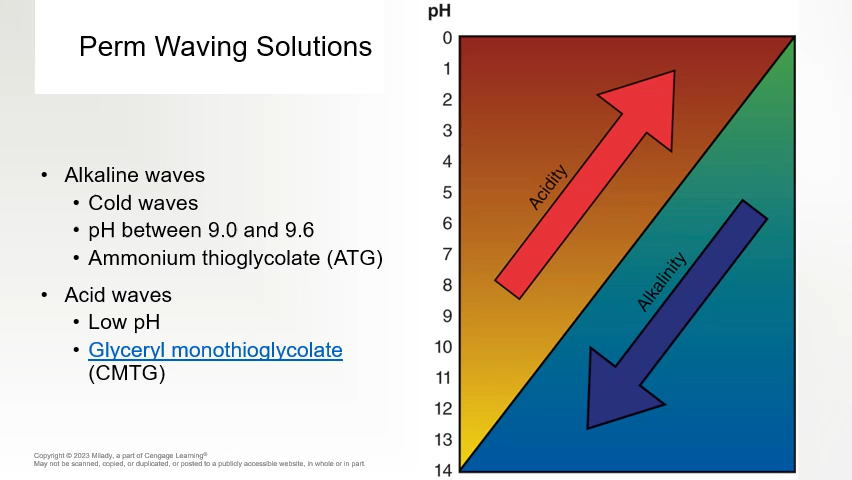 Perm Waving Solutions
• Alkaline waves
• Cold waves
• pH between 9.0 and 9.6
• Ammonium thioglycolate (ATG)
• Acid waves
• Low pH
• Glyceryl monothioglycolate
(CMTG)
Copyright © 2023 Milady, a part of Cengage Learning®
May not be scanned, copied, or duplicated, or posted to a publicly accessible website, in whole or in part.
pH
0
1
2
3
4
5
6
7
8
9
10
11
12
13
14
Acidity
Alkalinity